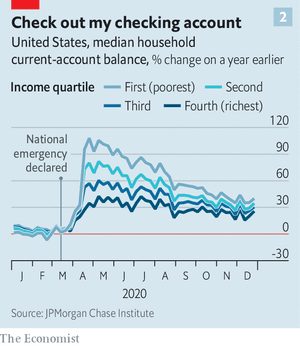 Check out my checking account
2
United States, median household
current-account balance, % change on a year earlier
Income quartile
First (poorest)
Second
Third
Fourth (richest)
National
emergency
declared
120
90
60
30
0
-30
J F M A M J J A S O N D
2020
Source: JPMorgan Chase Institute
The Economist